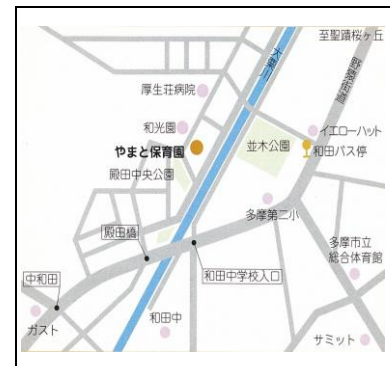 至聖蹟桜ヶ丘
大栗川
野猿街道
厚生荘病院
和光園
イエローハット
やまと保育園
並木公園
和田バス停
殿田中央公園
多摩第二小
殿田橋
多摩市立
総合体育館
中和田
和田中学校入口
ガスト
和田中
サミット